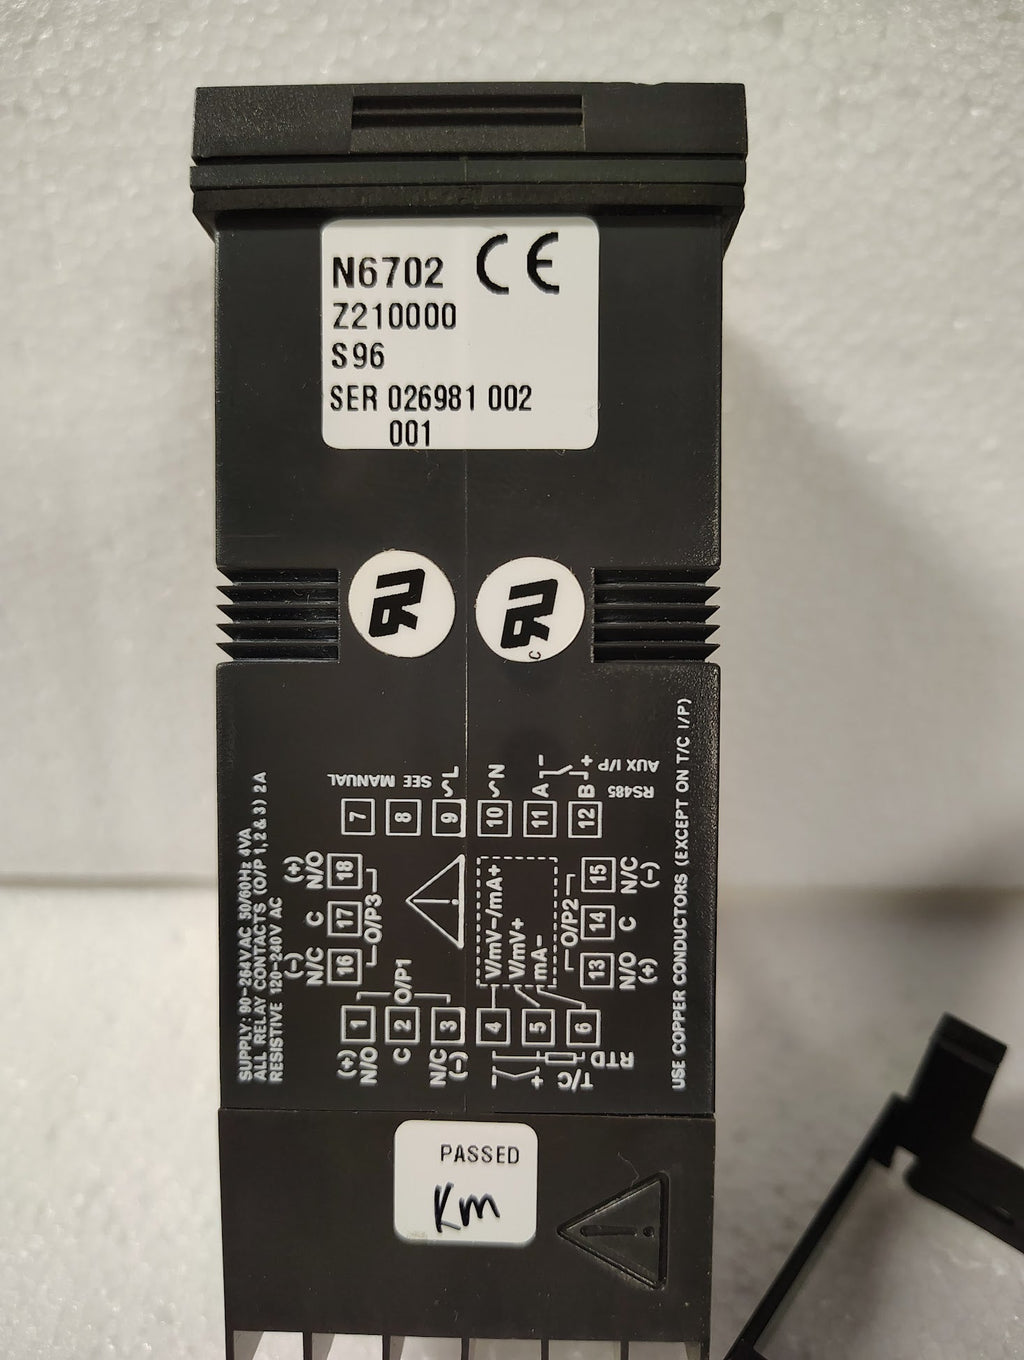 N6702 CE
Z210000
S96
SER 026981 002
001
C
SUPPLY: 90-264V AC 50/60Hz 4VA
ALL RELAY CONTACTS (O/P 1,2 & 3) 2A
RESISTIVE 120-240V AC
SEE MANUAL
7
8
9 ~L
10 ~N
11 A -
12 B +
RS485
AUX I/P
(+) N/O 18
C 17
(-) N/C 16
O/P3
V/mV-/mA+
V/mV+
mA-
O/P2
15 N/C (-)
14 C
13 N/O (+)
O/P1
(+) N/O 1
C 2
(-) N/C 3
4 -
5 +
6
T/C
RTD
USE COPPER CONDUCTORS (EXCEPT ON T/C I/P)
PASSED
Km